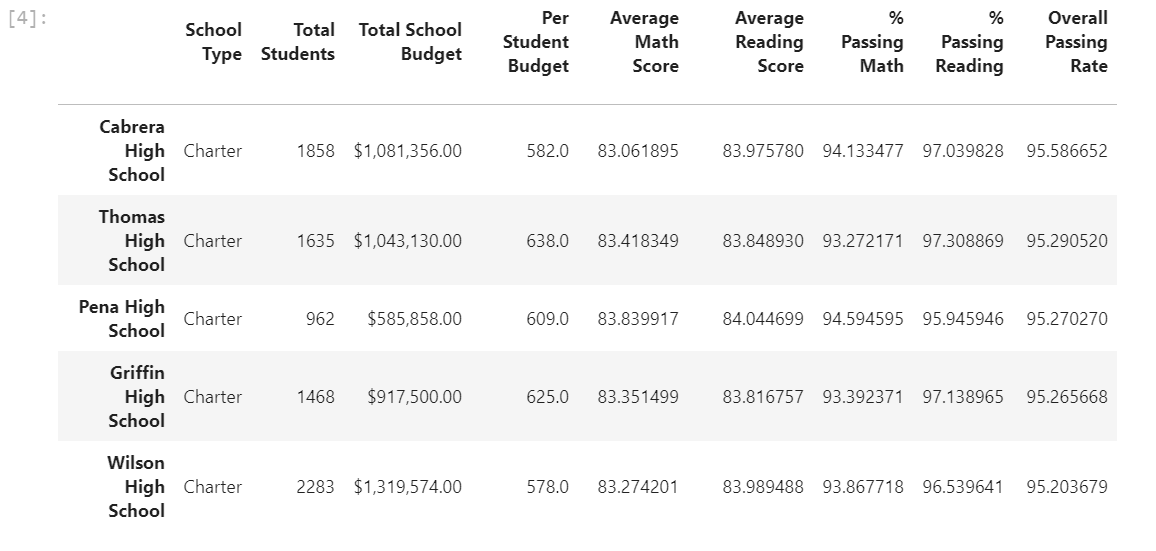 [4]:
School Type Total Students Total School Budget Per Student Budget Average Math Score Average Reading Score % Passing Math % Passing Reading Overall Passing Rate
Cabrera High School Charter 1858 $1,081,356.00 582.0 83.061895 83.975780 94.133477 97.039828 95.586652
Thomas High School Charter 1635 $1,043,130.00 638.0 83.418349 83.848930 93.272171 97.308869 95.290520
Pena High School Charter 962 $585,858.00 609.0 83.839917 84.044699 94.594595 95.945946 95.270270
Griffin High School Charter 1468 $917,500.00 625.0 83.351499 83.816757 93.392371 97.138965 95.265668
Wilson High School Charter 2283 $1,319,574.00 578.0 83.274201 83.989488 93.867718 96.539641 95.203679